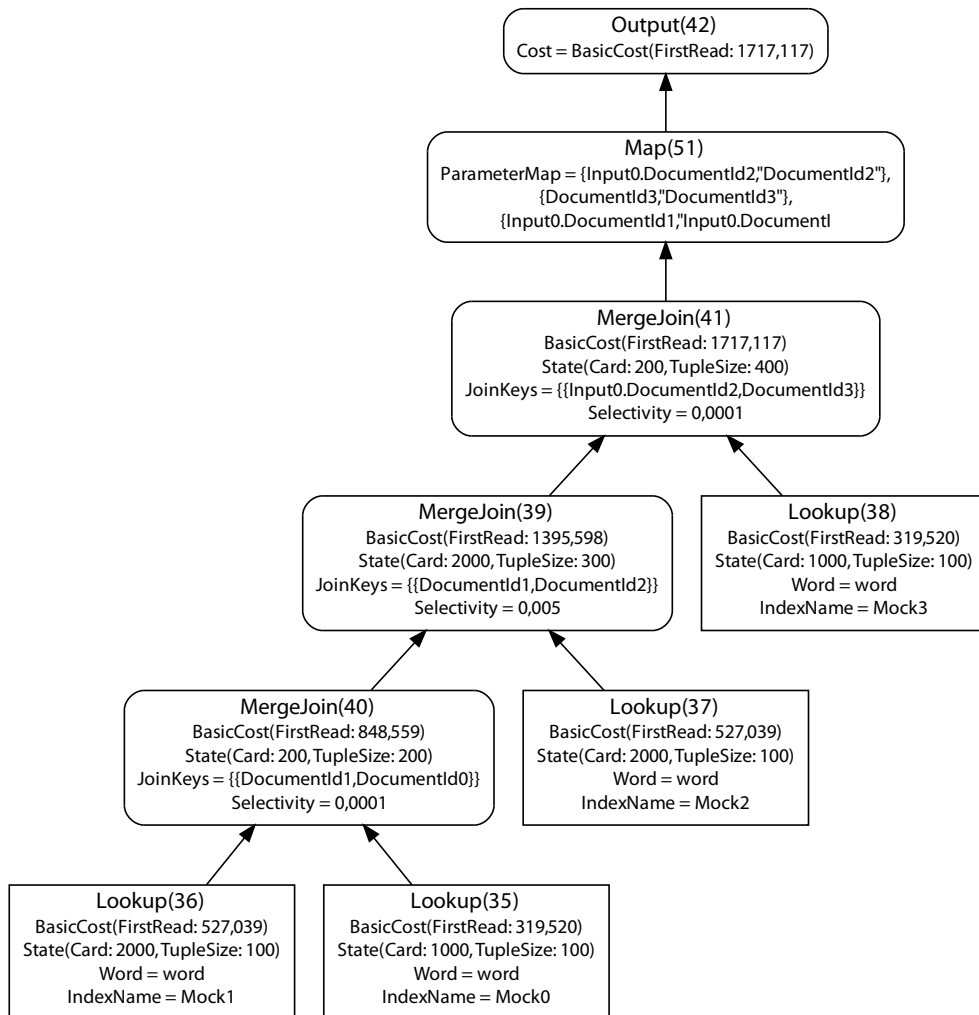 Output(42)
Cost = BasicCost(FirstRead: 1717,117)
Map(51)
ParameterMap = {Input0.DocumentId2,"DocumentId2"},
{DocumentId3,"DocumentId3"},
{Input0.DocumentId1,"Input0.DocumentI
MergeJoin(41)
BasicCost(FirstRead: 1717,117)
State(Card: 200, TupleSize: 400)
JoinKeys = {{Input0.DocumentId2,DocumentId3}}
Selectivity = 0,0001
MergeJoin(39)
BasicCost(FirstRead: 1395,598)
State(Card: 2000, TupleSize: 300)
JoinKeys = {{DocumentId1,DocumentId2}}
Selectivity = 0,005
Lookup(38)
BasicCost(FirstRead: 319,520)
State(Card: 1000, TupleSize: 100)
Word = word
IndexName = Mock3
MergeJoin(40)
BasicCost(FirstRead: 848,559)
State(Card: 200, TupleSize: 200)
JoinKeys = {{DocumentId1,DocumentId0}}
Selectivity = 0,0001
Lookup(37)
BasicCost(FirstRead: 527,039)
State(Card: 2000, TupleSize: 100)
Word = word
IndexName = Mock2
Lookup(36)
BasicCost(FirstRead: 527,039)
State(Card: 2000, TupleSize: 100)
Word = word
IndexName = Mock1
Lookup(35)
BasicCost(FirstRead: 319,520)
State(Card: 1000, TupleSize: 100)
Word = word
IndexName = Mock0